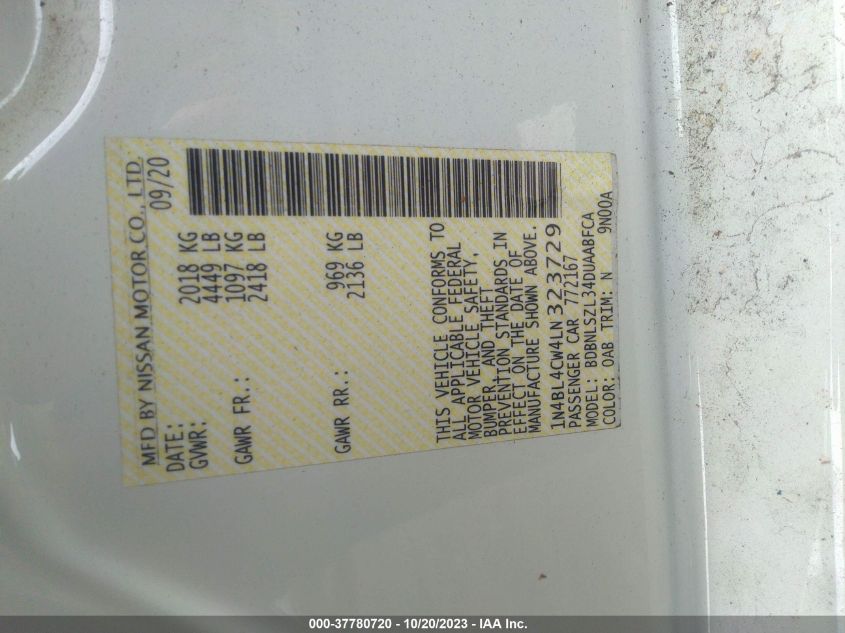 MFD BY NISSAN MOTOR CO., LTD.
DATE: 09/20
GVWR: 2018 KG
4449 LB
GAWR FR.: 1097 KG
2418 LB
GAWR RR.: 969 KG
2136 LB
THIS VEHICLE CONFORMS TO
ALL APPLICABLE FEDERAL
MOTOR VEHICLE SAFETY,
BUMPER, AND THEFT
PREVENTION STANDARDS IN
EFFECT ON THE DATE OF
MANUFACTURE SHOWN ABOVE.
1N4BL4CW4LN323729
PASSENGER CAR 772167
MODEL: BDBNLSZL34DUAABFCA
COLOR: QAB TRIM: N 9N00A
000-37780720 - 10/20/2023 - IAA Inc.